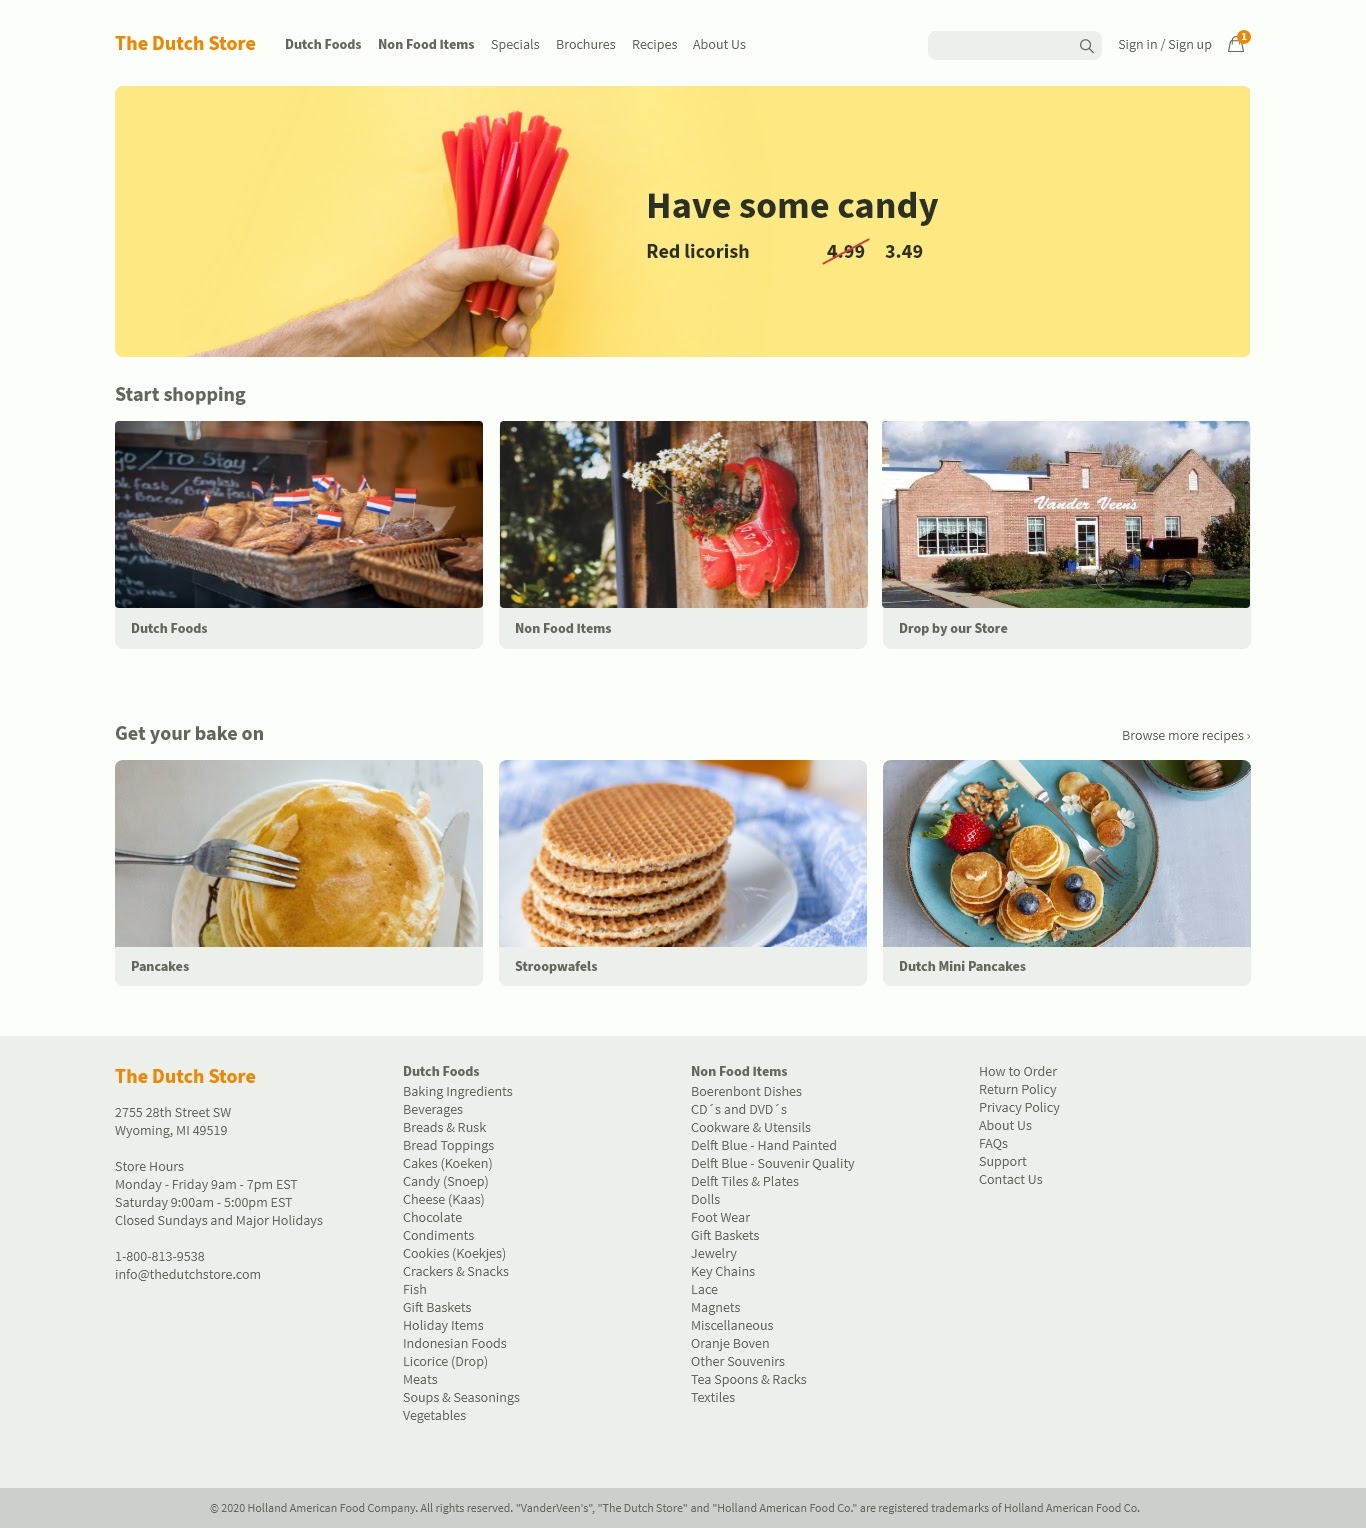 The Dutch Store
Dutch Foods Non Food Items Specials Brochures Recipes About Us
Sign in / Sign up
1
Have some candy
Red licorish 4.99 3.49
Start shopping
GO / TO Stay!
English
+ Bacon
Drinks
Vander Veen's
Dutch Foods
Non Food Items
Drop by our Store
Get your bake on
Browse more recipes ›
Pancakes
Stroopwafels
Dutch Mini Pancakes
The Dutch Store
2755 28th Street SW
Wyoming, MI 49519
Store Hours
Monday - Friday 9am - 7pm EST
Saturday 9:00am - 5:00pm EST
Closed Sundays and Major Holidays
1-800-813-9538
info@thedutchstore.com
Dutch Foods
Baking Ingredients
Beverages
Breads & Rusk
Bread Toppings
Cakes (Koeken)
Candy (Snoep)
Cheese (Kaas)
Chocolate
Condiments
Cookies (Koekjes)
Crackers & Snacks
Fish
Gift Baskets
Holiday Items
Indonesian Foods
Licorice (Drop)
Meats
Soups & Seasonings
Vegetables
Non Food Items
Boerenbont Dishes
CD´s and DVD´s
Cookware & Utensils
Delft Blue - Hand Painted
Delft Blue - Souvenir Quality
Delft Tiles & Plates
Dolls
Foot Wear
Gift Baskets
Jewelry
Key Chains
Lace
Magnets
Miscellaneous
Oranje Boven
Other Souvenirs
Tea Spoons & Racks
Textiles
How to Order
Return Policy
Privacy Policy
About Us
FAQs
Support
Contact Us
© 2020 Holland American Food Company. All rights reserved. "VanderVeen's", "The Dutch Store" and "Holland American Food Co." are registered trademarks of Holland American Food Co.